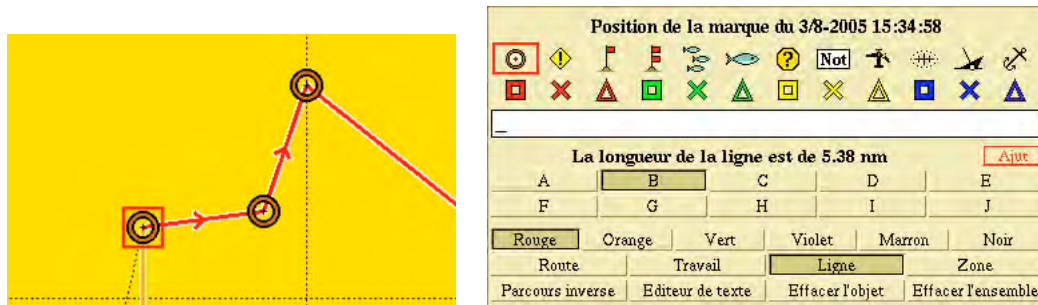 Position de la marque du 3/8-2005 15:34:58
? Not
_
La longueur de la ligne est de 5.38 nm Ajut
A B C D E
F G H I J
Rouge Orange Vert Violet Marron Noir
Route Travail Ligne Zone
Parcours inverse Editeur de texte Effacer l'objet Effacer l'ensemble